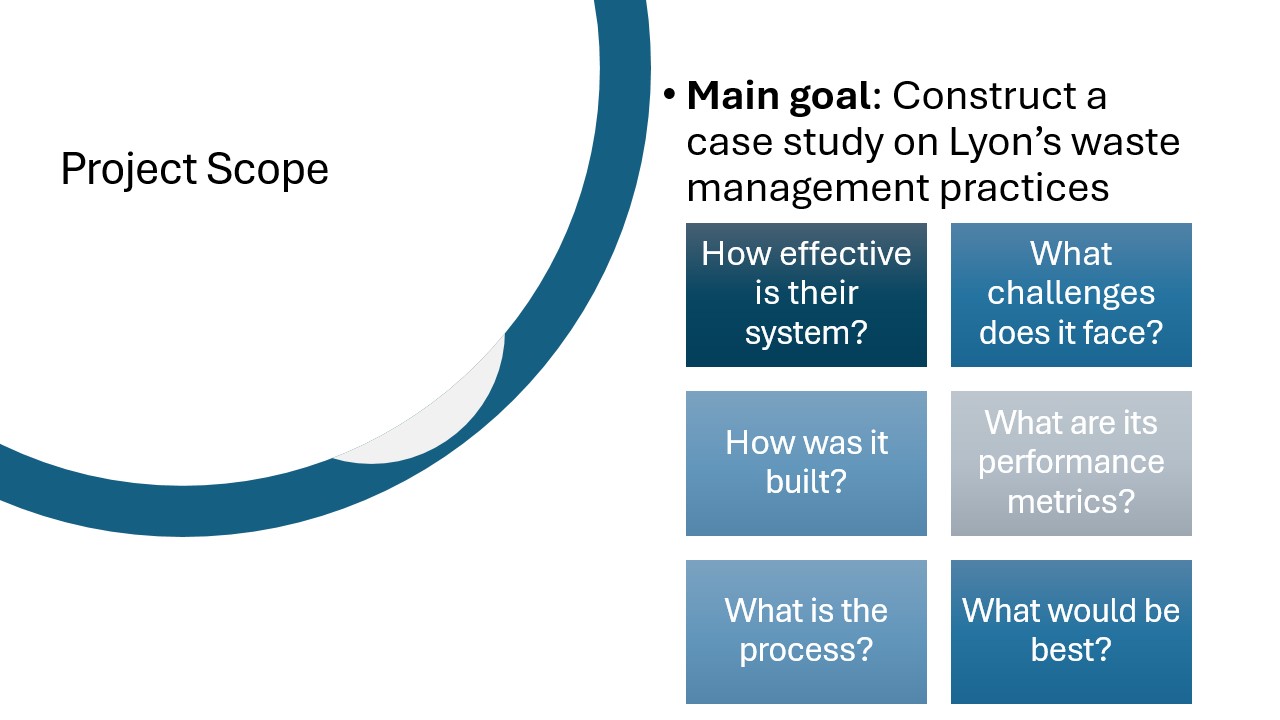 Project Scope
• Main goal: Construct a
case study on Lyon’s waste
management practices
How effective
is their
system?
What
challenges
does it face?
How was it
built?
What are its
performance
metrics?
What is the
process?
What would be
best?